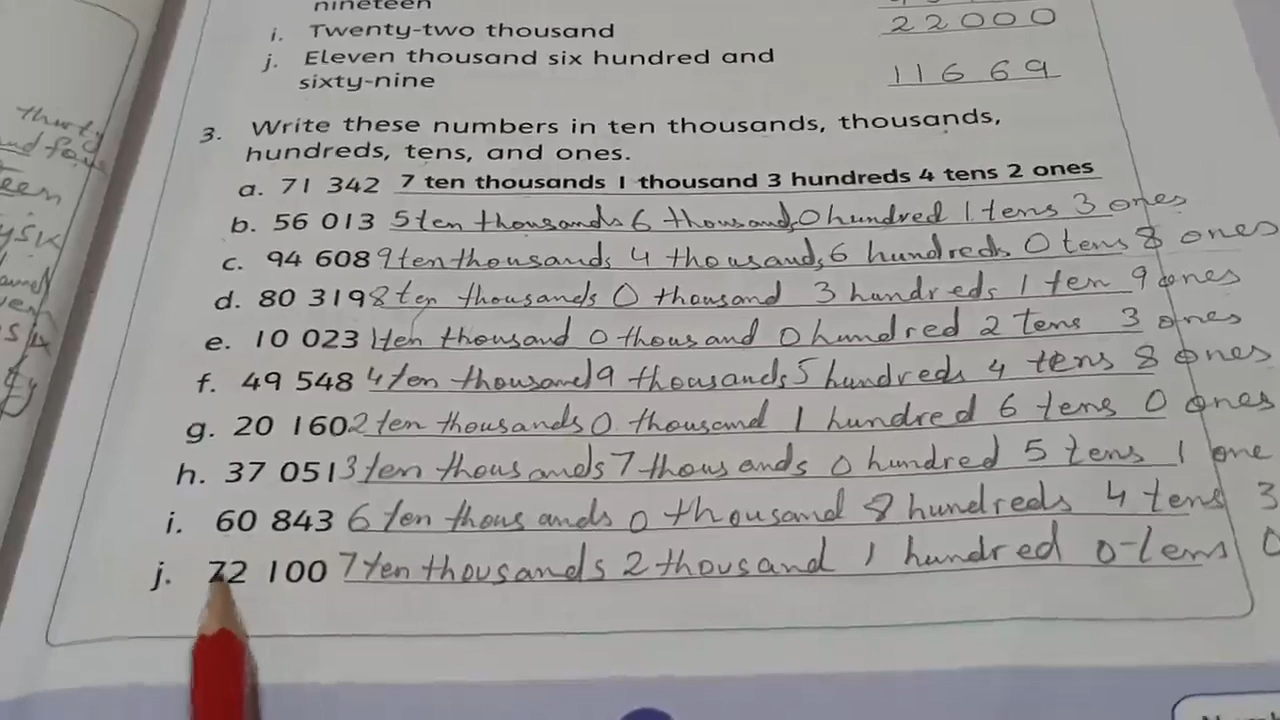 nineteen
i. Twenty-two thousand 22000
j. Eleven thousand six hundred and
sixty-nine 11669
3. Write these numbers in ten thousands, thousands,
hundreds, tens, and ones.
a. 71 342 7 ten thousands 1 thousand 3 hundreds 4 tens 2 ones
b. 56 013 5 ten thousands 6 thousands 0 hundred 1 tens 3 ones
c. 94 608 9 ten thousands 4 thousands 6 hundreds 0 tens 8 ones
d. 80 319 8 ten thousands 0 thousand 3 hundreds 1 ten 9 ones
e. 10 023 1 ten thousand 0 thousand 0 hundred 2 tens 3 ones
f. 49 548 4 ten thousand 9 thousands 5 hundreds 4 tens 8 ones
g. 20 160 2 ten thousands 0 thousand 1 hundred 6 tens 0 ones
h. 37 051 3 ten thousands 7 thousands 0 hundred 5 tens 1 one
i. 60 843 6 ten thousands 0 thousand 8 hundreds 4 tens 3
j. 72 100 7 ten thousands 2 thousand 1 hundred 0 tens 0